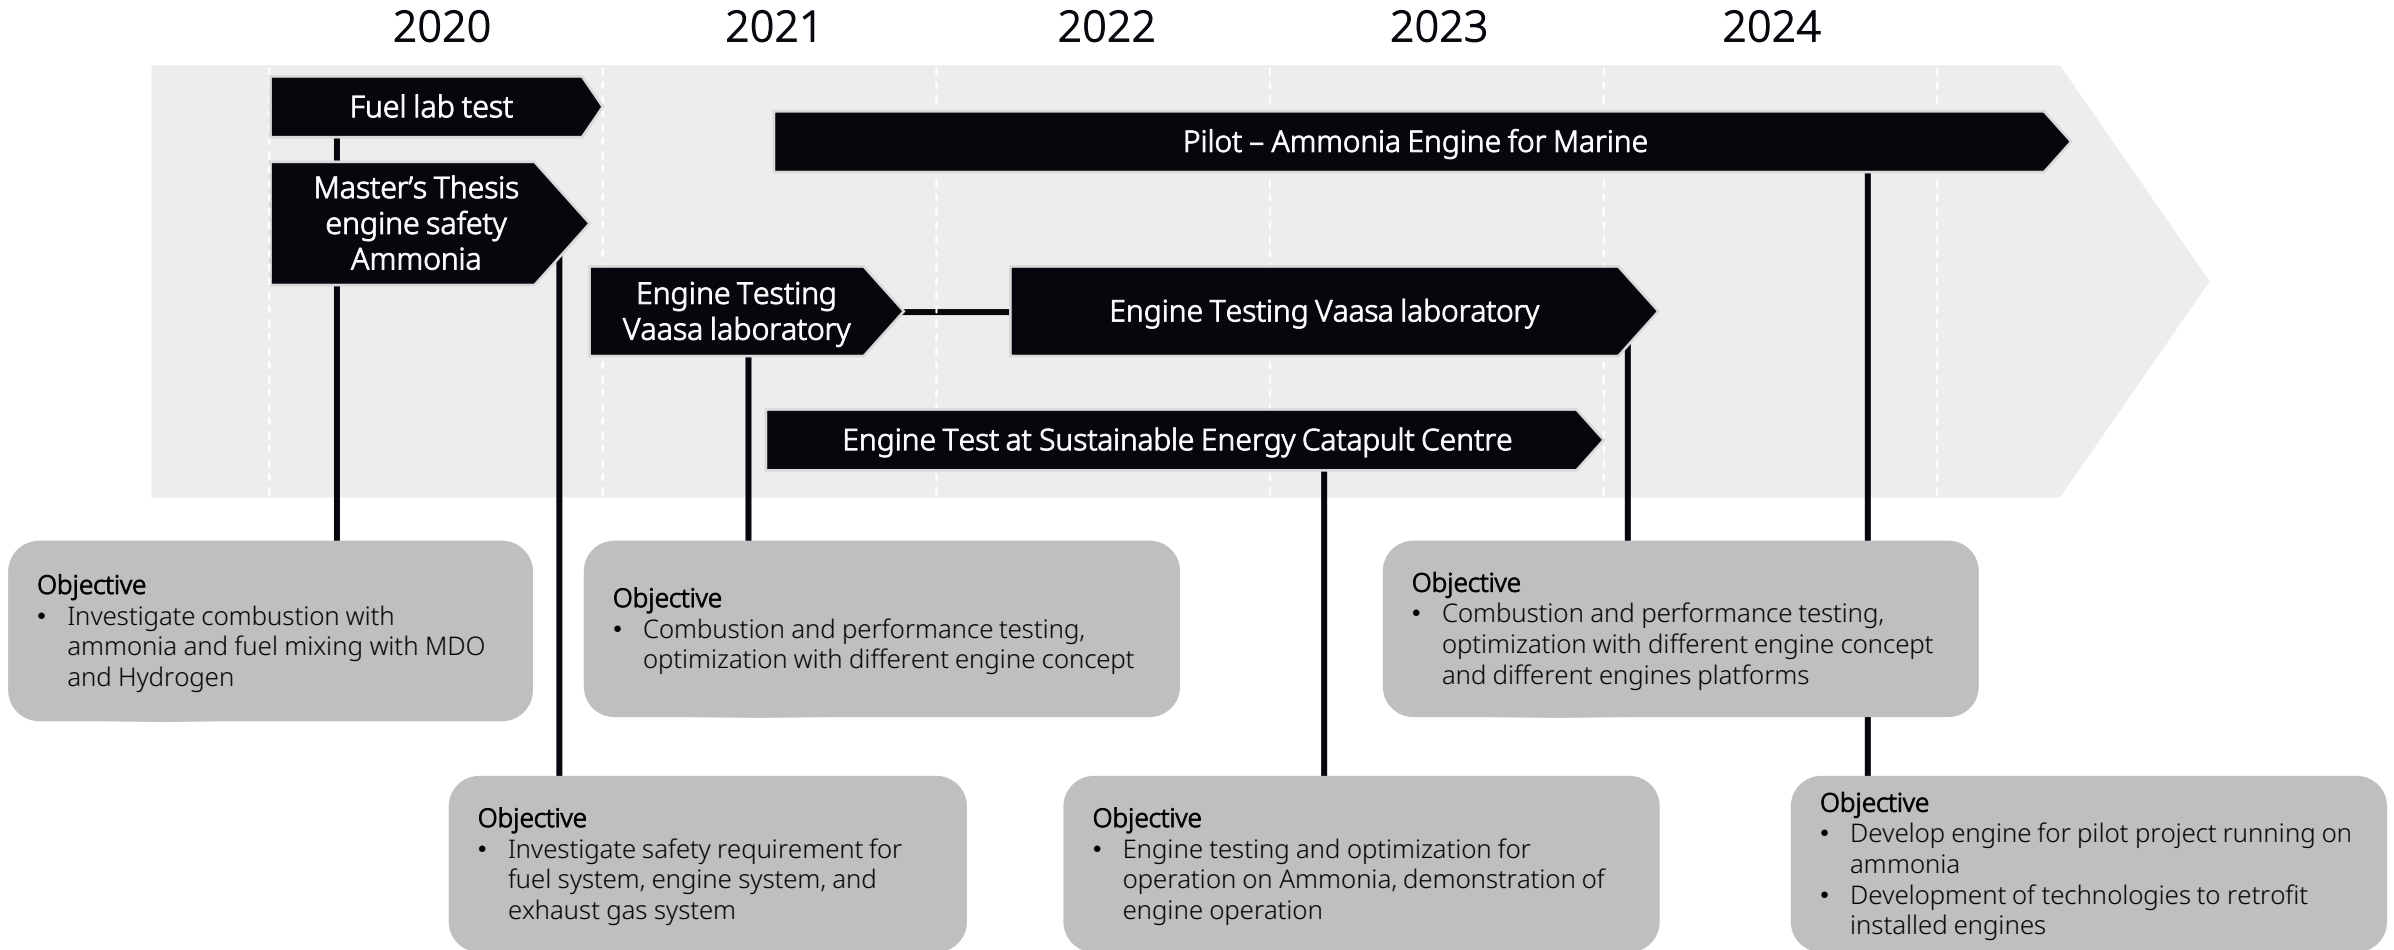 2020 2021 2022 2023 2024
Fuel lab test
Pilot – Ammonia Engine for Marine
Master’s Thesis
engine safety
Ammonia
Engine Testing
Vaasa laboratory
Engine Testing Vaasa laboratory
Engine Test at Sustainable Energy Catapult Centre
Objective
• Investigate combustion with
ammonia and fuel mixing with MDO
and Hydrogen
Objective
• Combustion and performance testing,
optimization with different engine concept
Objective
• Combustion and performance testing,
optimization with different engine concept
and different engines platforms
Objective
• Investigate safety requirement for
fuel system, engine system, and
exhaust gas system
Objective
• Engine testing and optimization for
operation on Ammonia, demonstration of
engine operation
Objective
• Develop engine for pilot project running on
ammonia
• Development of technologies to retrofit
installed engines